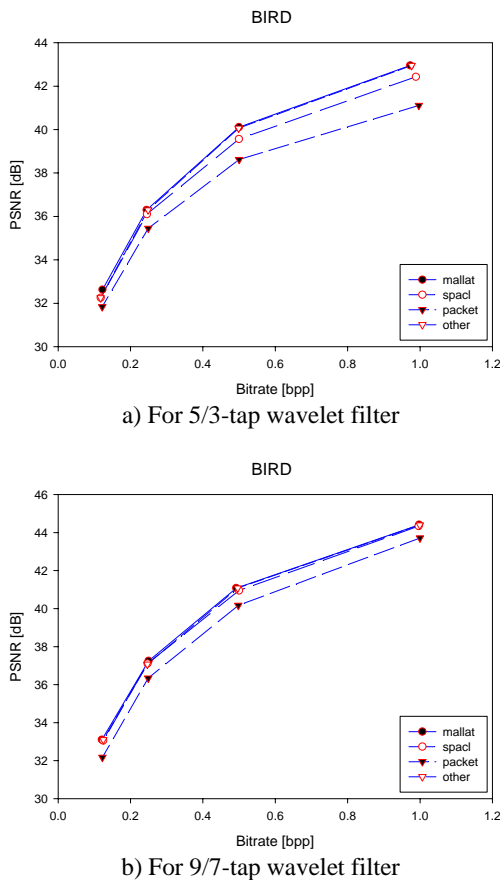 BIRD
44
42
40
38
36
34
32
30
PSNR [dB]
mallat
spacl
packet
other
0.0 0.2 0.4 0.6 0.8 1.0 1.2
Bitrate [bpp]
a) For 5/3-tap wavelet filter
BIRD
46
44
42
40
38
36
34
32
30
PSNR [dB]
mallat
spacl
packet
other
0.0 0.2 0.4 0.6 0.8 1.0 1.2
Bitrate [bpp]
b) For 9/7-tap wavelet filter